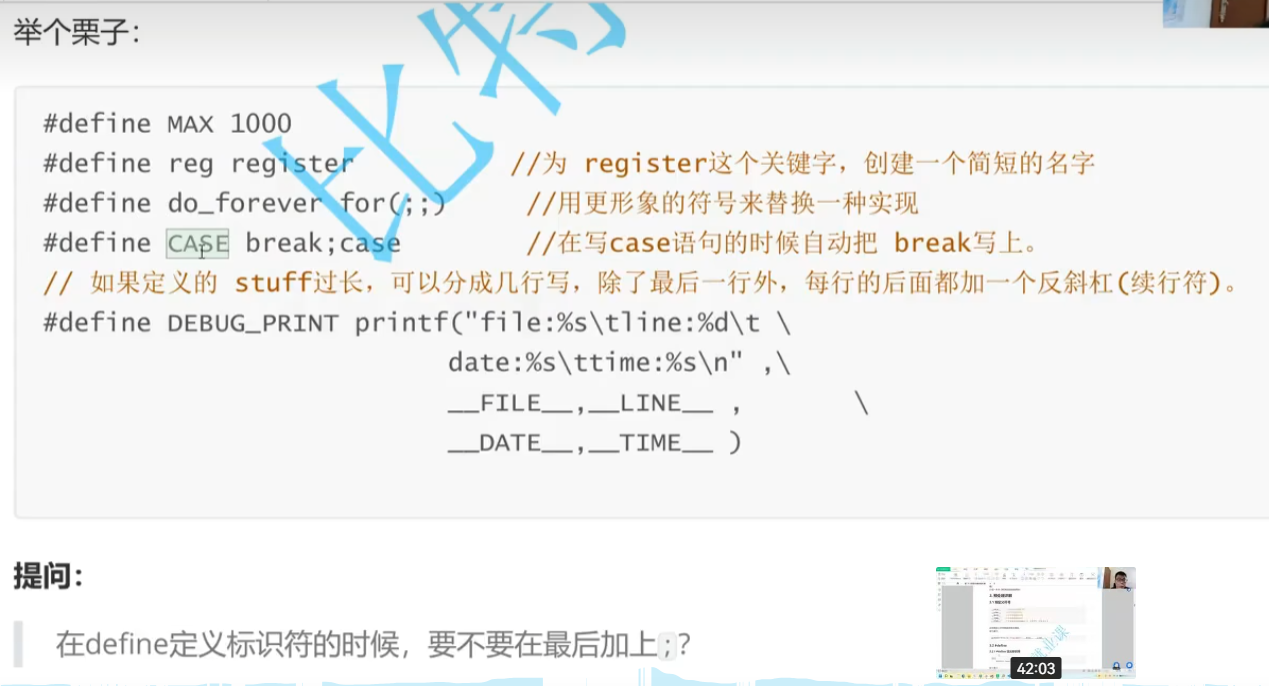 举个栗子：
#define MAX 1000
#define reg register //为 register这个关键字，创建一个简短的名字
#define do_forever for(;;) //用更形象的符号来替换一种实现
#define CASE break;case //在写case语句的时候自动把 break写上。
// 如果定义的 stuff过长，可以分成几行写，除了最后一行外，每行的后面都加一个反斜杠(续行符)。
#define DEBUG_PRINT printf("file:%s\tline:%d\t \
date:%s\ttime:%s\n" ,\
__FILE__,__LINE__ , \
__DATE__,__TIME__ )
比特
提问：
在define定义标识符的时候，要不要在最后加上;?
42:03